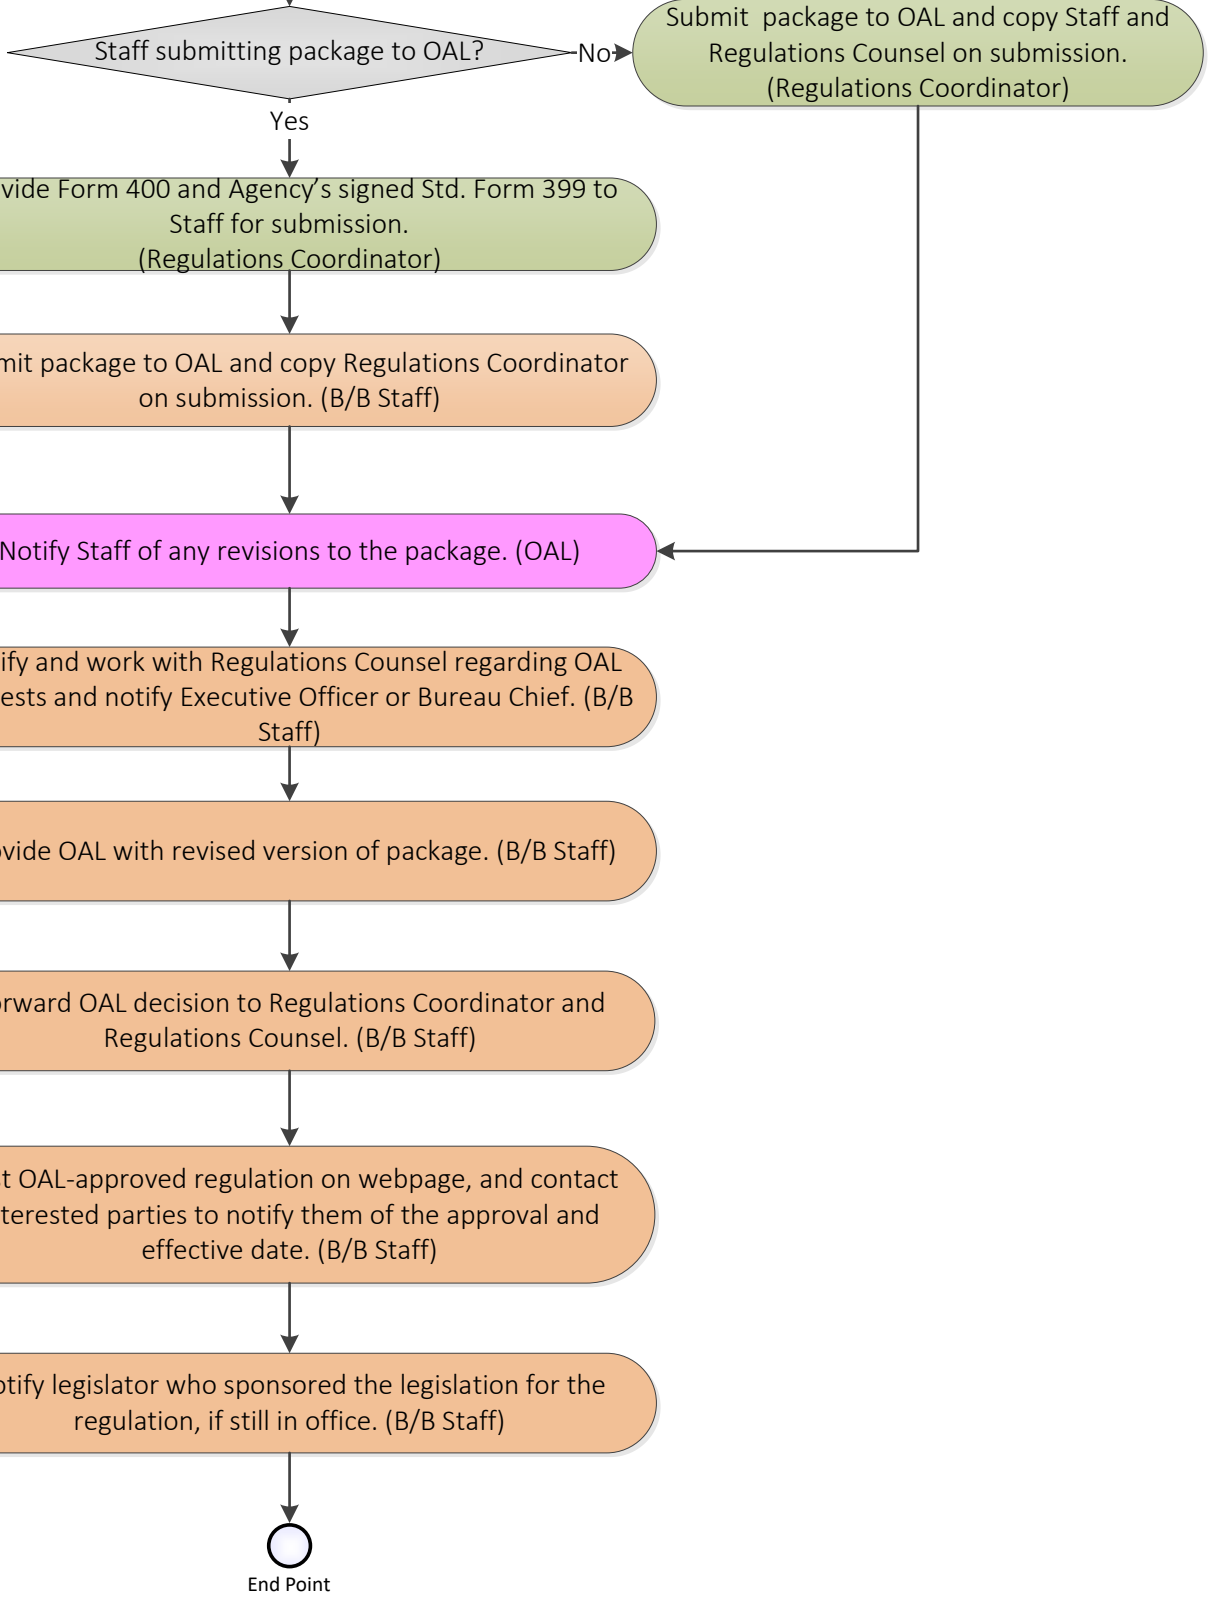 Staff submitting package to OAL?
No
Submit package to OAL and copy Staff and
Regulations Counsel on submission.
(Regulations Coordinator)
Yes
vide Form 400 and Agency’s signed Std. Form 399 to
Staff for submission.
(Regulations Coordinator)
mit package to OAL and copy Regulations Coordinator
on submission. (B/B Staff)
Notify Staff of any revisions to the package. (OAL)
ify and work with Regulations Counsel regarding OAL
ests and notify Executive Officer or Bureau Chief. (B/B
Staff)
ovide OAL with revised version of package. (B/B Staff)
orward OAL decision to Regulations Coordinator and
Regulations Counsel. (B/B Staff)
st OAL-approved regulation on webpage, and contact
terested parties to notify them of the approval and
effective date. (B/B Staff)
otify legislator who sponsored the legislation for the
regulation, if still in office. (B/B Staff)
End Point